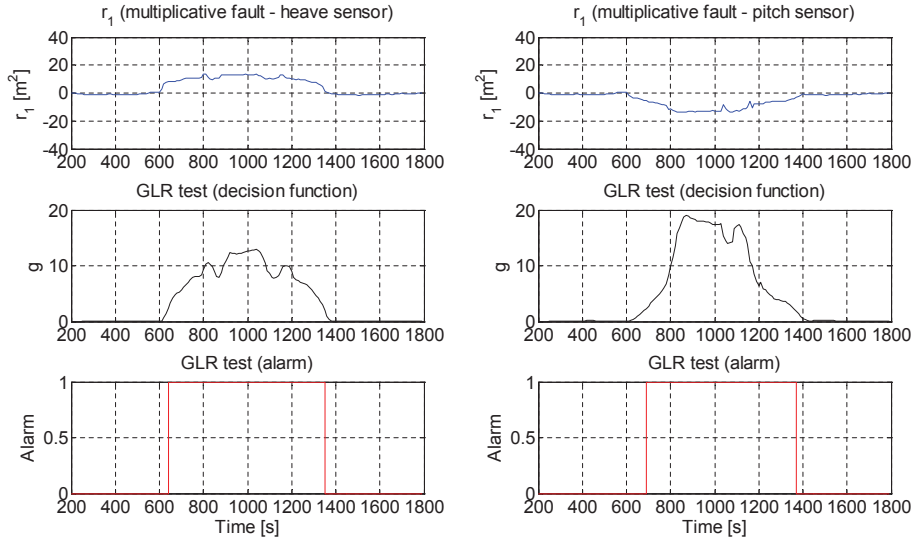 r1 (multiplicative fault - heave sensor)
r1 [m2]
40
20
0
-20
-40
200 400 600 800 1000 1200 1400 1600 1800
GLR test (decision function)
g
20
10
0
200 400 600 800 1000 1200 1400 1600 1800
GLR test (alarm)
Alarm
1
0.5
0
200 400 600 800 1000 1200 1400 1600 1800
Time [s]
r1 (multiplicative fault - pitch sensor)
r1 [m2]
40
20
0
-20
-40
200 400 600 800 1000 1200 1400 1600 1800
GLR test (decision function)
g
20
10
0
200 400 600 800 1000 1200 1400 1600 1800
GLR test (alarm)
Alarm
1
0.5
0
200 400 600 800 1000 1200 1400 1600 1800
Time [s]